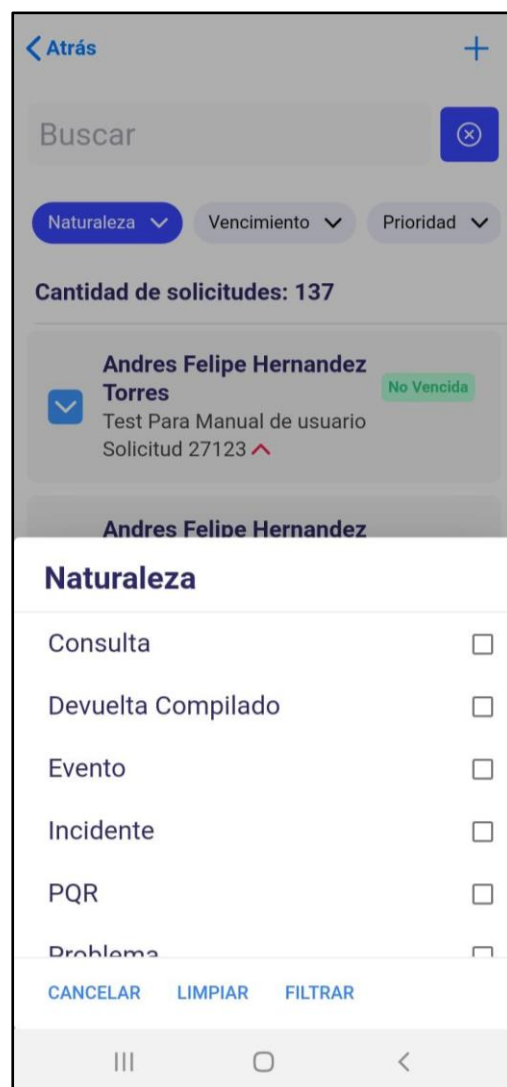 Atrás
Buscar
Naturaleza Vencimiento Prioridad
Cantidad de solicitudes: 137
Andres Felipe Hernandez
Torres
No Vencida
Test Para Manual de usuario
Solicitud 27123
Andres Felipe Hernandez
Naturaleza
Consulta
Devuelta Compilado
Evento
Incidente
PQR
Problema
CANCELAR LIMPIAR FILTRAR